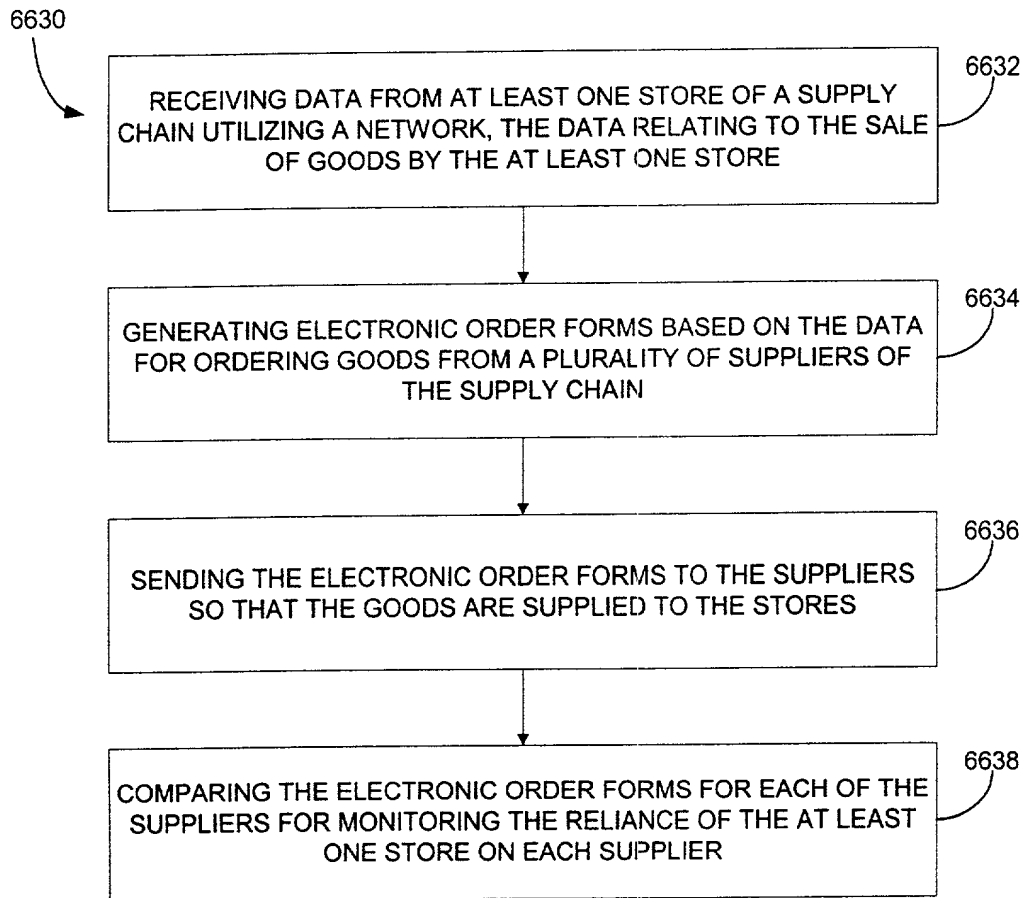 6630
6632
RECEIVING DATA FROM AT LEAST ONE STORE OF A SUPPLY
CHAIN UTILIZING A NETWORK, THE DATA RELATING TO THE SALE
OF GOODS BY THE AT LEAST ONE STORE
6634
GENERATING ELECTRONIC ORDER FORMS BASED ON THE DATA
FOR ORDERING GOODS FROM A PLURALITY OF SUPPLIERS OF
THE SUPPLY CHAIN
6636
SENDING THE ELECTRONIC ORDER FORMS TO THE SUPPLIERS
SO THAT THE GOODS ARE SUPPLIED TO THE STORES
6638
COMPARING THE ELECTRONIC ORDER FORMS FOR EACH OF THE
SUPPLIERS FOR MONITORING THE RELIANCE OF THE AT LEAST
ONE STORE ON EACH SUPPLIER